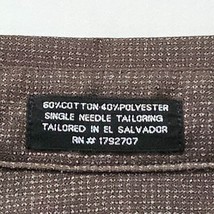 60%COTTON 40%POLYESTER
SINGLE NEEDLE TAILORING
TAILORED IN EL SALVADOR
RN # 1792707